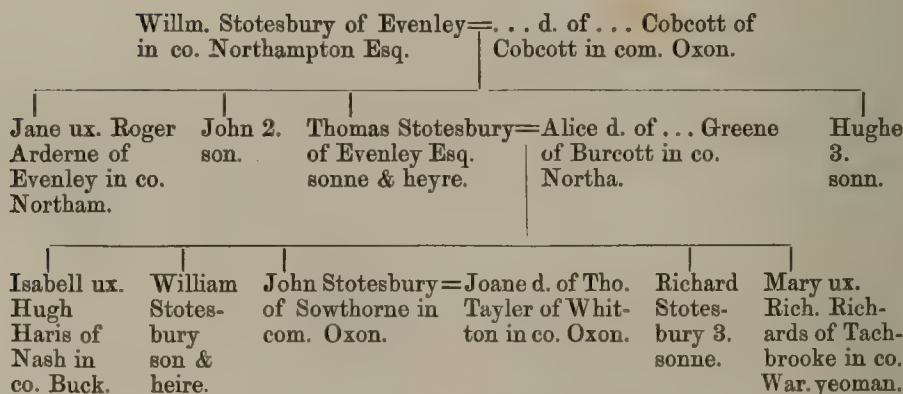 Willm. Stotesbury of Evenley=... d. of ... Cobcott of
in co. Northampton Esq. Cobcott in com. Oxon.
Jane ux. Roger
Arderne of
Evenley in co.
Northam.
John 2.
son.
Thomas Stotesbury=Alice d. of ... Greene
of Evenley Esq. of Burcott in co.
sonne & heyre. Northa.
Hughe
3.
sonn.
Isabell ux.
Hugh
Haris of
Nash in
co. Buck.
William
Stotes-
bury
son &
heire.
John Stotesbury=Joane d. of Tho.
of Sowthorne in Tayler of Whit-
com. Oxon. ton in co. Oxon.
Richard
Stotes-
bury 3.
sonne.
Mary ux.
Rich. Rich-
ards of Tach-
brooke in co.
War. yeoman.